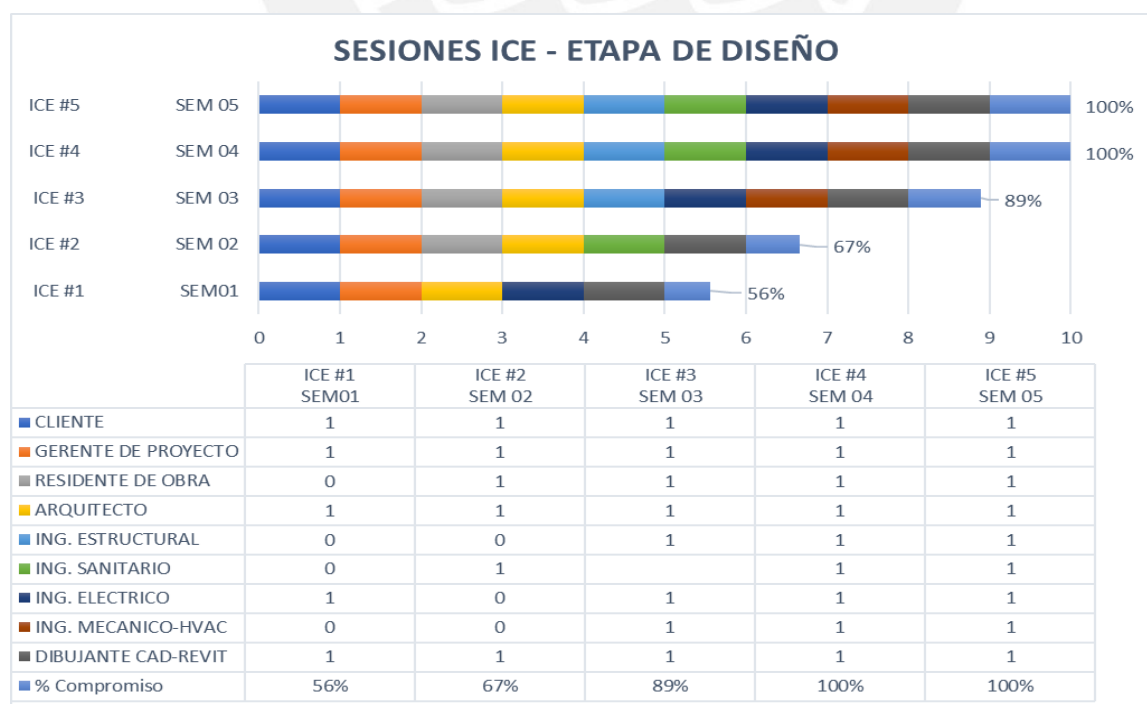 SESIONES ICE - ETAPA DE DISEÑO
ICE #5 SEM 05 100%
ICE #4 SEM 04 100%
ICE #3 SEM 03 89%
ICE #2 SEM 02 67%
ICE #1 SEM01 56%
0 1 2 3 4 5 6 7 8 9 10
ICE #1 ICE #2 ICE #3 ICE #4 ICE #5
SEM01 SEM 02 SEM 03 SEM 04 SEM 05
CLIENTE 1 1 1 1 1
GERENTE DE PROYECTO 1 1 1 1 1
RESIDENTE DE OBRA 0 1 1 1 1
ARQUITECTO 1 1 1 1 1
ING. ESTRUCTURAL 0 0 1 1 1
ING. SANITARIO 0 1 1 1
ING. ELECTRICO 1 0 1 1 1
ING. MECANICO-HVAC 0 0 1 1 1
DIBUJANTE CAD-REVIT 1 1 1 1 1
% Compromiso 56% 67% 89% 100% 100%